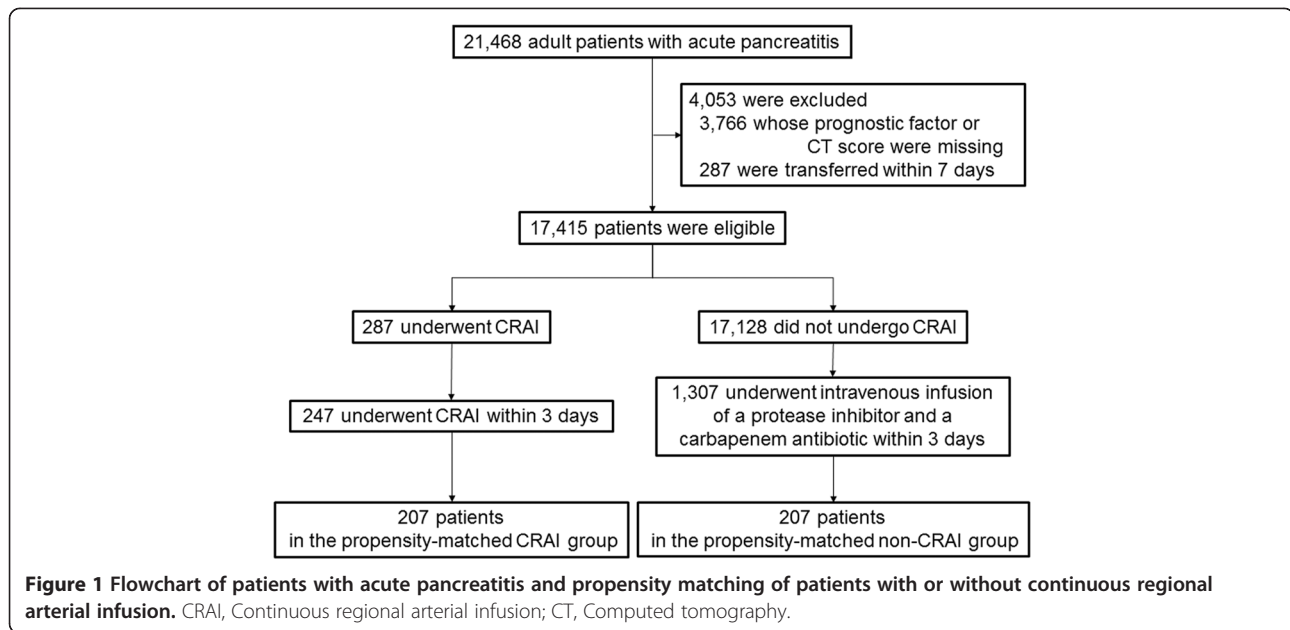 21,468 adult patients with acute pancreatitis
4,053 were excluded
3,766 whose prognostic factor or
CT score were missing
287 were transferred within 7 days
17,415 patients were eligible
287 underwent CRAI
17,128 did not undergo CRAI
247 underwent CRAI within 3 days
1,307 underwent intravenous infusion
of a protease inhibitor and a
carbapenem antibiotic within 3 days
207 patients
in the propensity-matched CRAI group
207 patients
in the propensity-matched non-CRAI group
Figure 1 Flowchart of patients with acute pancreatitis and propensity matching of patients with or without continuous regional
arterial infusion. CRAI, Continuous regional arterial infusion; CT, Computed tomography.